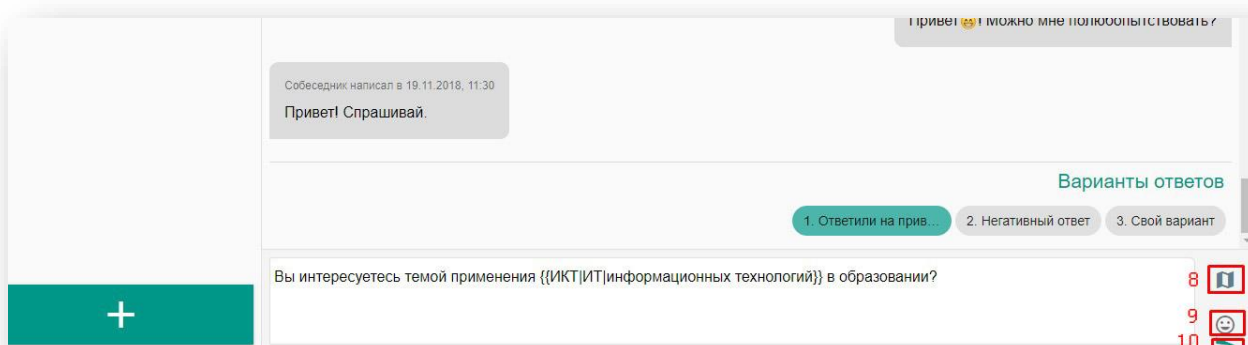 Привет😁! Можно мне полюбопытствовать?
Собеседник написал в 19.11.2018, 11:30
Привет! Спрашивай.
Варианты ответов
1. Ответили на прив...
2. Негативный ответ
3. Свой вариант
Вы интересуетесь темой применения {{ИКТ|ИТ|информационных технологий}} в образовании?
8
9
10